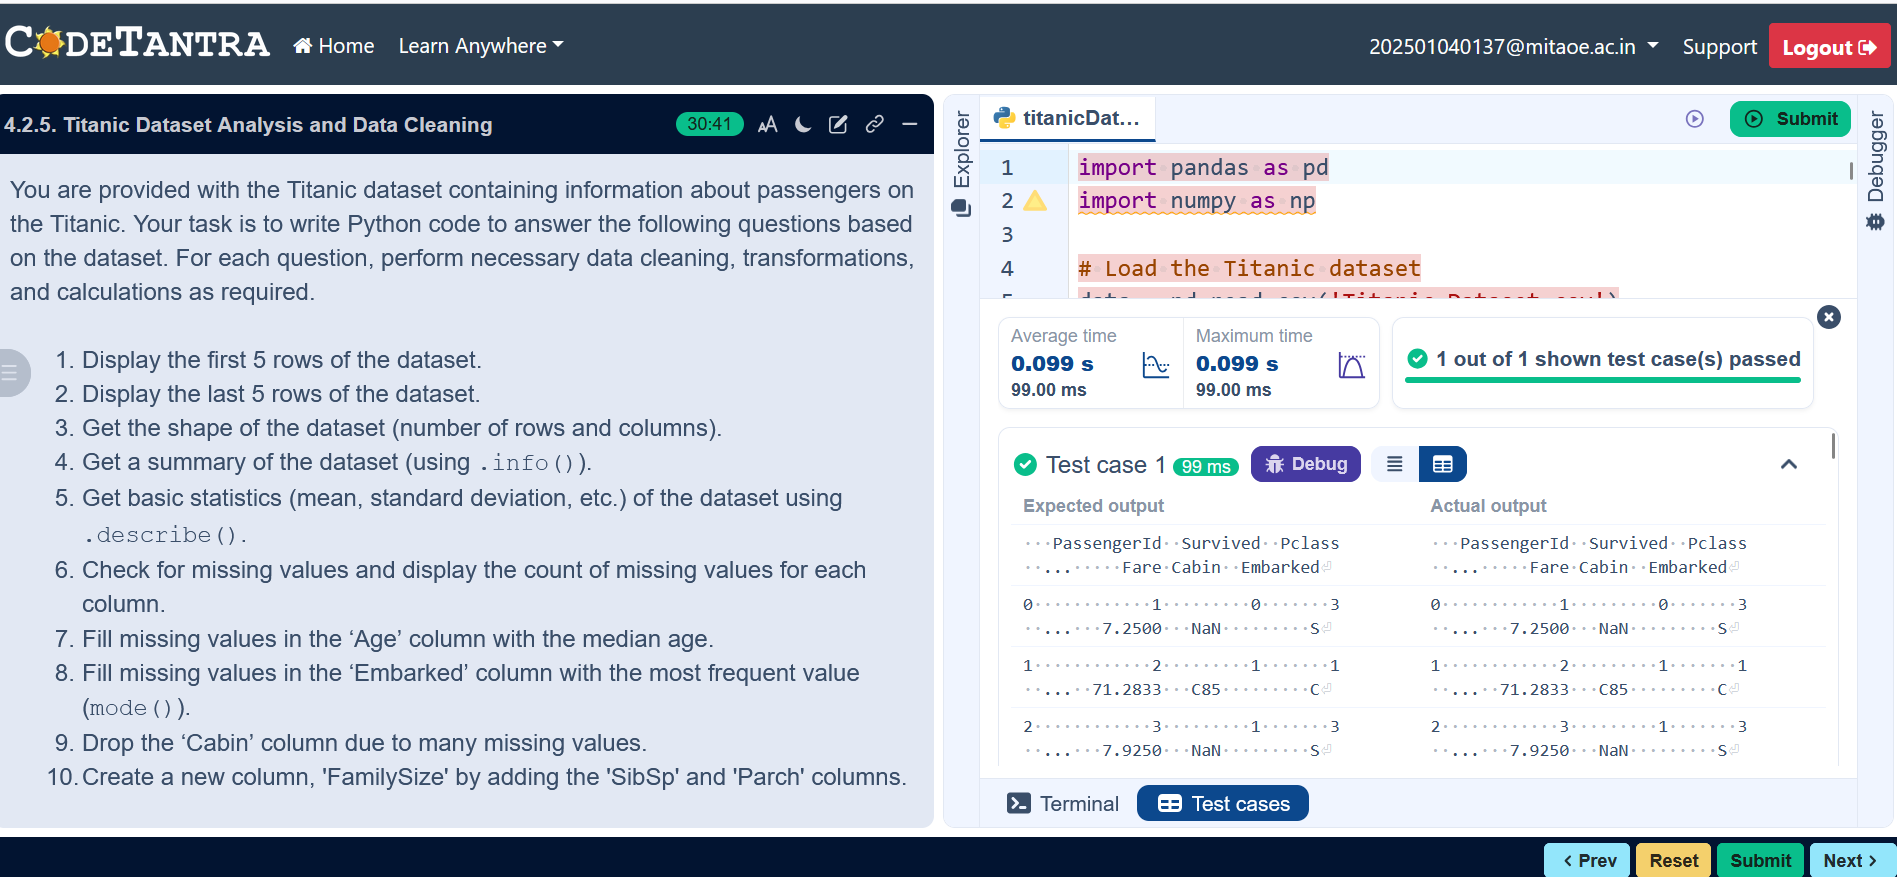 CODETANTRA Home Learn Anywhere 202501040137@mitaoe.ac.in Support Logout
4.2.5. Titanic Dataset Analysis and Data Cleaning 30:41 AA
You are provided with the Titanic dataset containing information about passengers on
the Titanic. Your task is to write Python code to answer the following questions based
on the dataset. For each question, perform necessary data cleaning, transformations,
and calculations as required.
1. Display the first 5 rows of the dataset.
2. Display the last 5 rows of the dataset.
3. Get the shape of the dataset (number of rows and columns).
4. Get a summary of the dataset (using .info()).
5. Get basic statistics (mean, standard deviation, etc.) of the dataset using
.describe().
6. Check for missing values and display the count of missing values for each
column.
7. Fill missing values in the ‘Age’ column with the median age.
8. Fill missing values in the ‘Embarked’ column with the most frequent value
(mode()).
9. Drop the ‘Cabin’ column due to many missing values.
10. Create a new column, 'FamilySize' by adding the 'SibSp' and 'Parch' columns.
Explorer
titanicDat...
Submit
Debugger
1 import pandas as pd
2 import numpy as np
3
4 # Load the Titanic dataset
5 data = pd.read_csv('Titanic-Dataset.csv')
Average time
0.099 s
99.00 ms
Maximum time
0.099 s
99.00 ms
1 out of 1 shown test case(s) passed
Test case 1 99 ms Debug
Expected output Actual output
···PassengerId··Survived··Pclass ···PassengerId··Survived··Pclass
··...·····Fare·Cabin··Embarked⏎ ··...·····Fare·Cabin··Embarked⏎
0············1·········0·······3 0············1·········0·······3
··...···7.2500···NaN·········S⏎ ··...···7.2500···NaN·········S⏎
1············2·········1·······1 1············2·········1·······1
··...··71.2833···C85·········C⏎ ··...··71.2833···C85·········C⏎
2············3·········1·······3 2············3·········1·······3
··...···7.9250···NaN·········S⏎ ··...···7.9250···NaN·········S⏎
Terminal Test cases
< Prev Reset Submit Next >